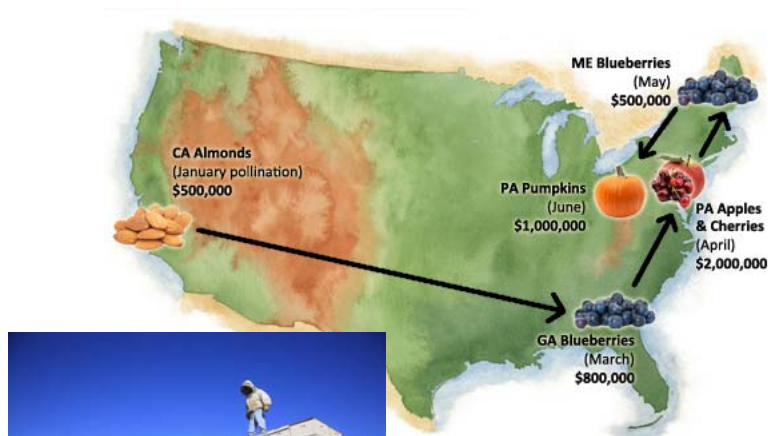 ME Blueberries
(May)
$500,000
CA Almonds
(January pollination)
$500,000
PA Pumpkins
(June)
$1,000,000
PA Apples
& Cherries
(April)
$2,000,000
GA Blueberries
(March)
$800,000